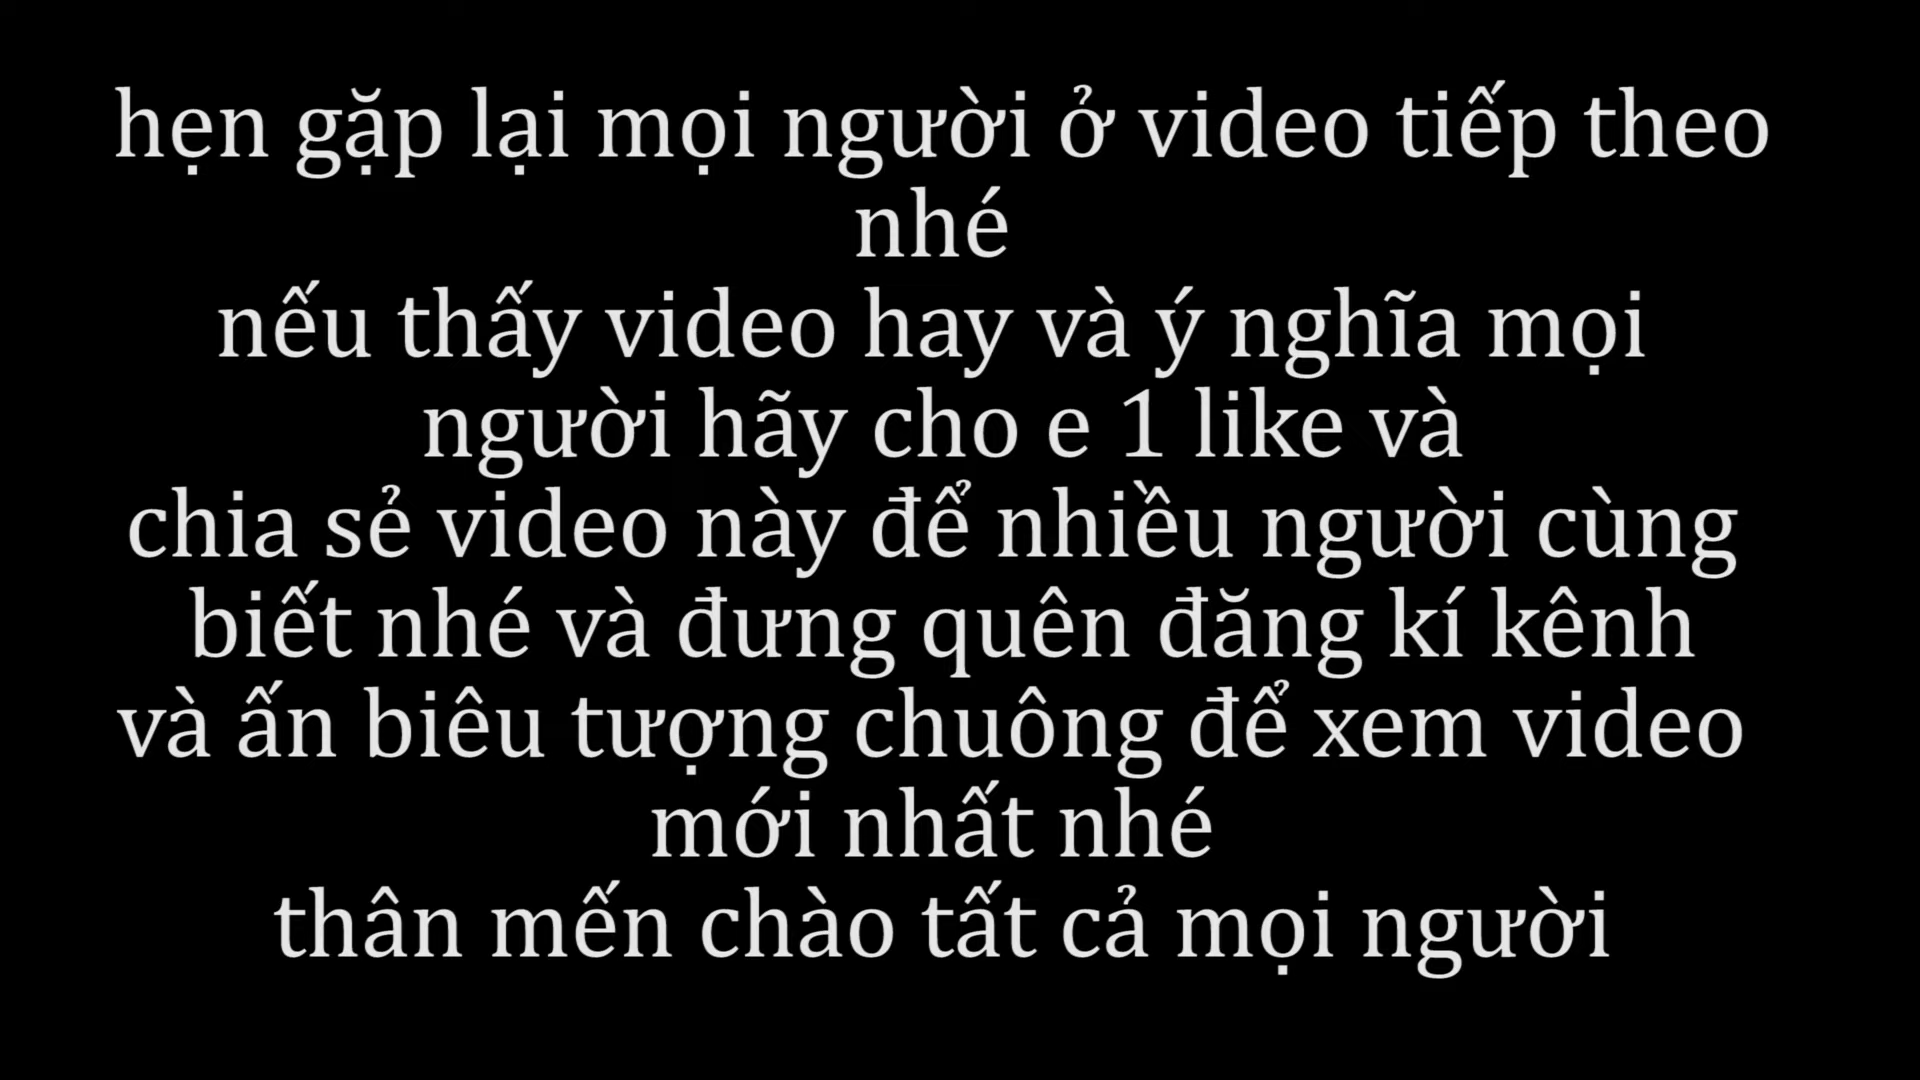 hẹn gặp lại mọi người ở video tiếp theo
nhé
nếu thấy video hay và ý nghĩa mọi
người hãy cho e 1 like và
chia sẻ video này để nhiều người cùng
biết nhé và đưng quên đăng kí kênh
và ấn biêu tượng chuông để xem video
mới nhất nhé
thân mến chào tất cả mọi người